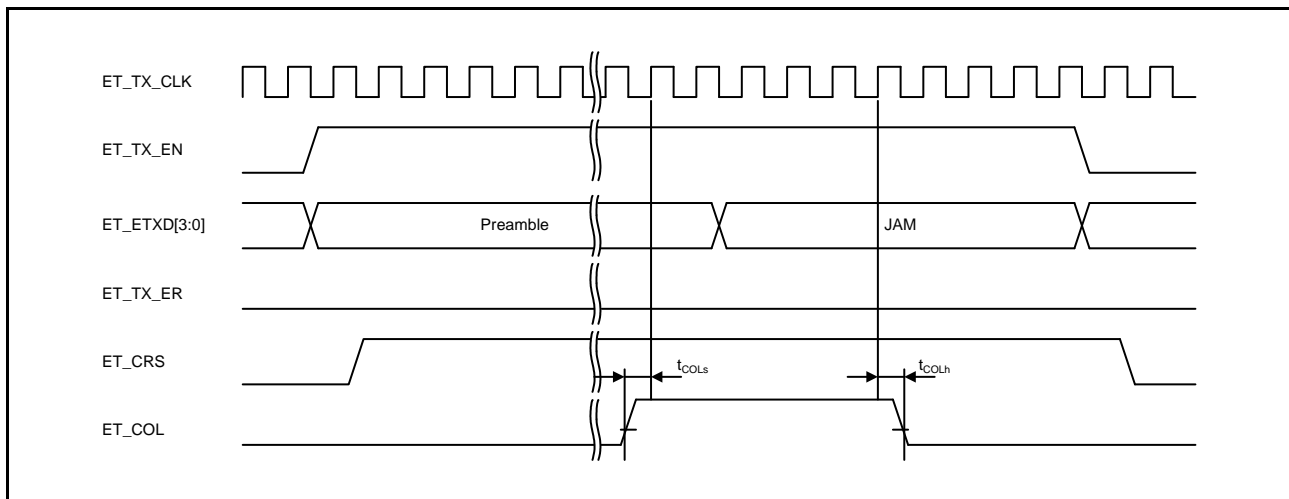 ET_TX_CLK
ET_TX_EN
ET_ETXD[3:0]
Preamble
JAM
ET_TX_ER
ET_CRS
tCOLs
tCOLh
ET_COL